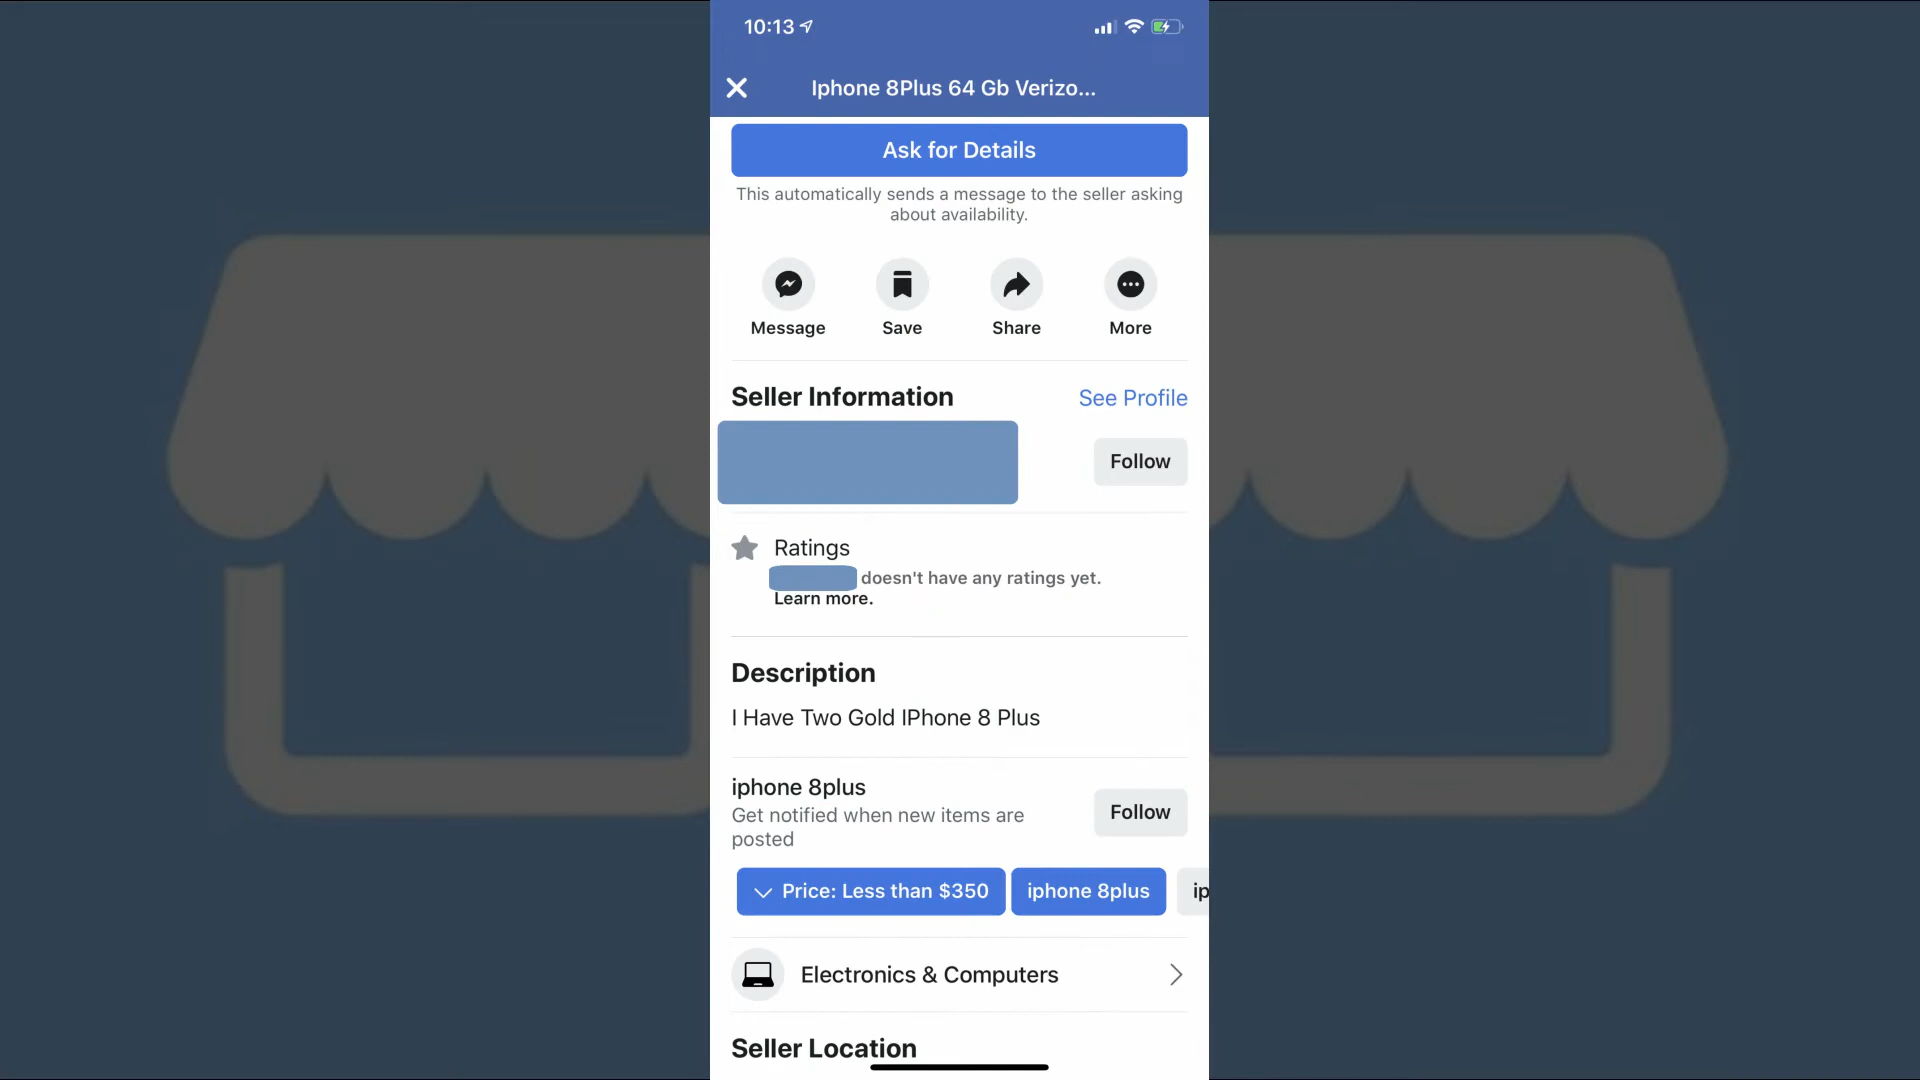 10:13
Iphone 8Plus 64 Gb Verizo...
Ask for Details
This automatically sends a message to the seller asking
about availability.
Message Save Share More
Seller Information See Profile
Follow
Ratings
doesn't have any ratings yet.
Learn more.
Description
I Have Two Gold IPhone 8 Plus
iphone 8plus
Get notified when new items are
posted
Follow
Price: Less than $350 iphone 8plus ip
Electronics & Computers
Seller Location